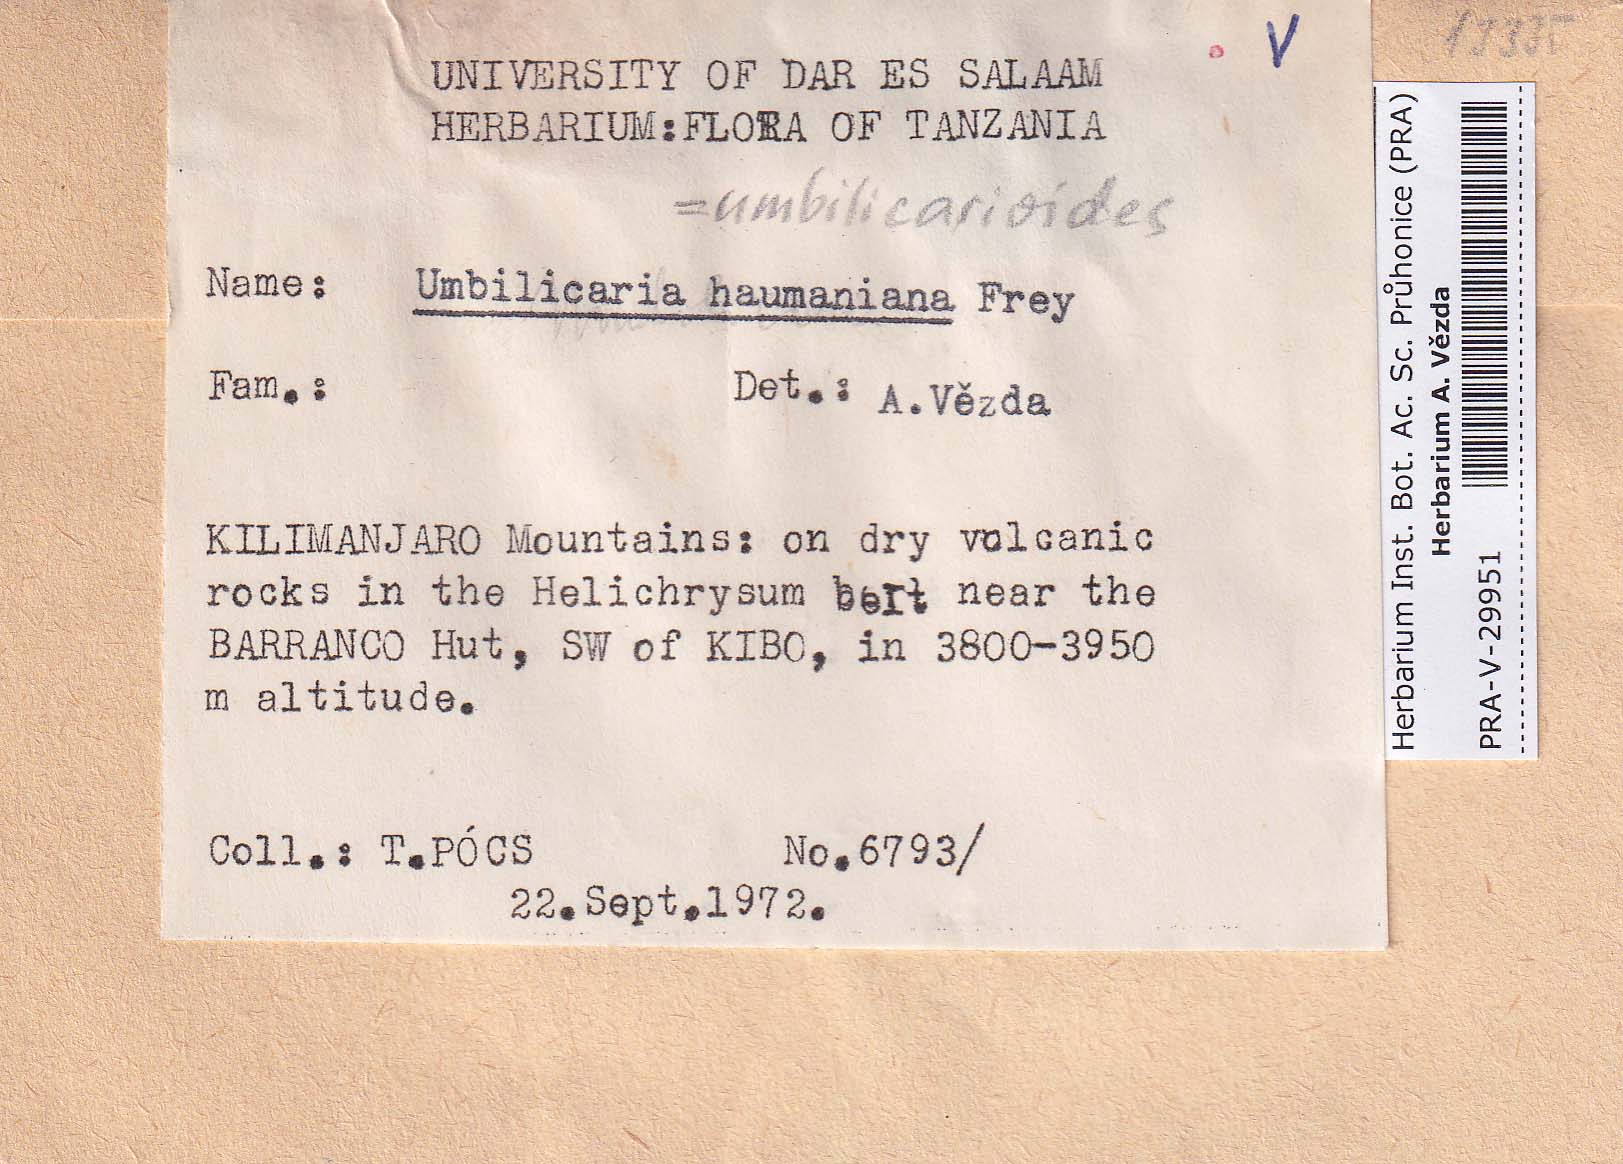 V
UNIVERSITY OF DAR ES SALAAM
HERBARIUM:FLORA OF TANZANIA
=umbilicarioides
Name: Umbilicaria haumaniana Frey
Fam.: Det.: A.Vězda
KILIMANJARO Mountains: on dry volcanic
rocks in the Helichrysum belt near the
BARRANCO Hut, SW of KIBO, in 3800-3950
m altitude.
Coll.: T.PÓCS No.6793/
22.Sept.1972.
Herbarium Inst. Bot. Ac. Sc. Průhonice (PRA)
Herbarium A. Vězda
PRA-V-29951